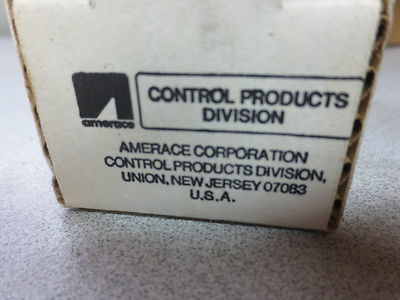 amerace
CONTROL PRODUCTS
DIVISION
AMERACE CORPORATION
CONTROL PRODUCTS DIVISION,
UNION, NEW JERSEY 07083
U.S.A.